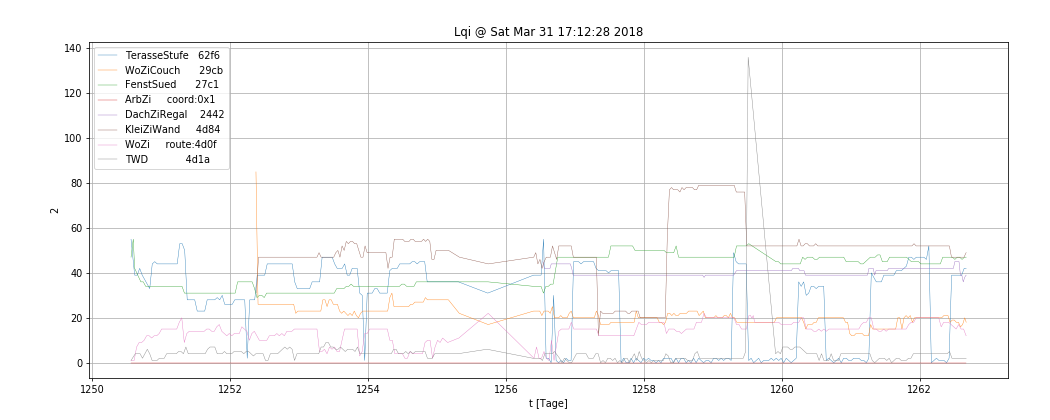 Lqi @ Sat Mar 31 17:12:28 2018
140
120
100
80
60
40
20
0
2
TerasseStufe 62f6
WoZiCouch 29cb
FenstSued 27c1
ArbZi coord:0x1
DachZiRegal 2442
KleiZiWand 4d84
WoZi route:4d0f
TWD 4d1a
1250 1252 1254 1256 1258 1260 1262
t [Tage]